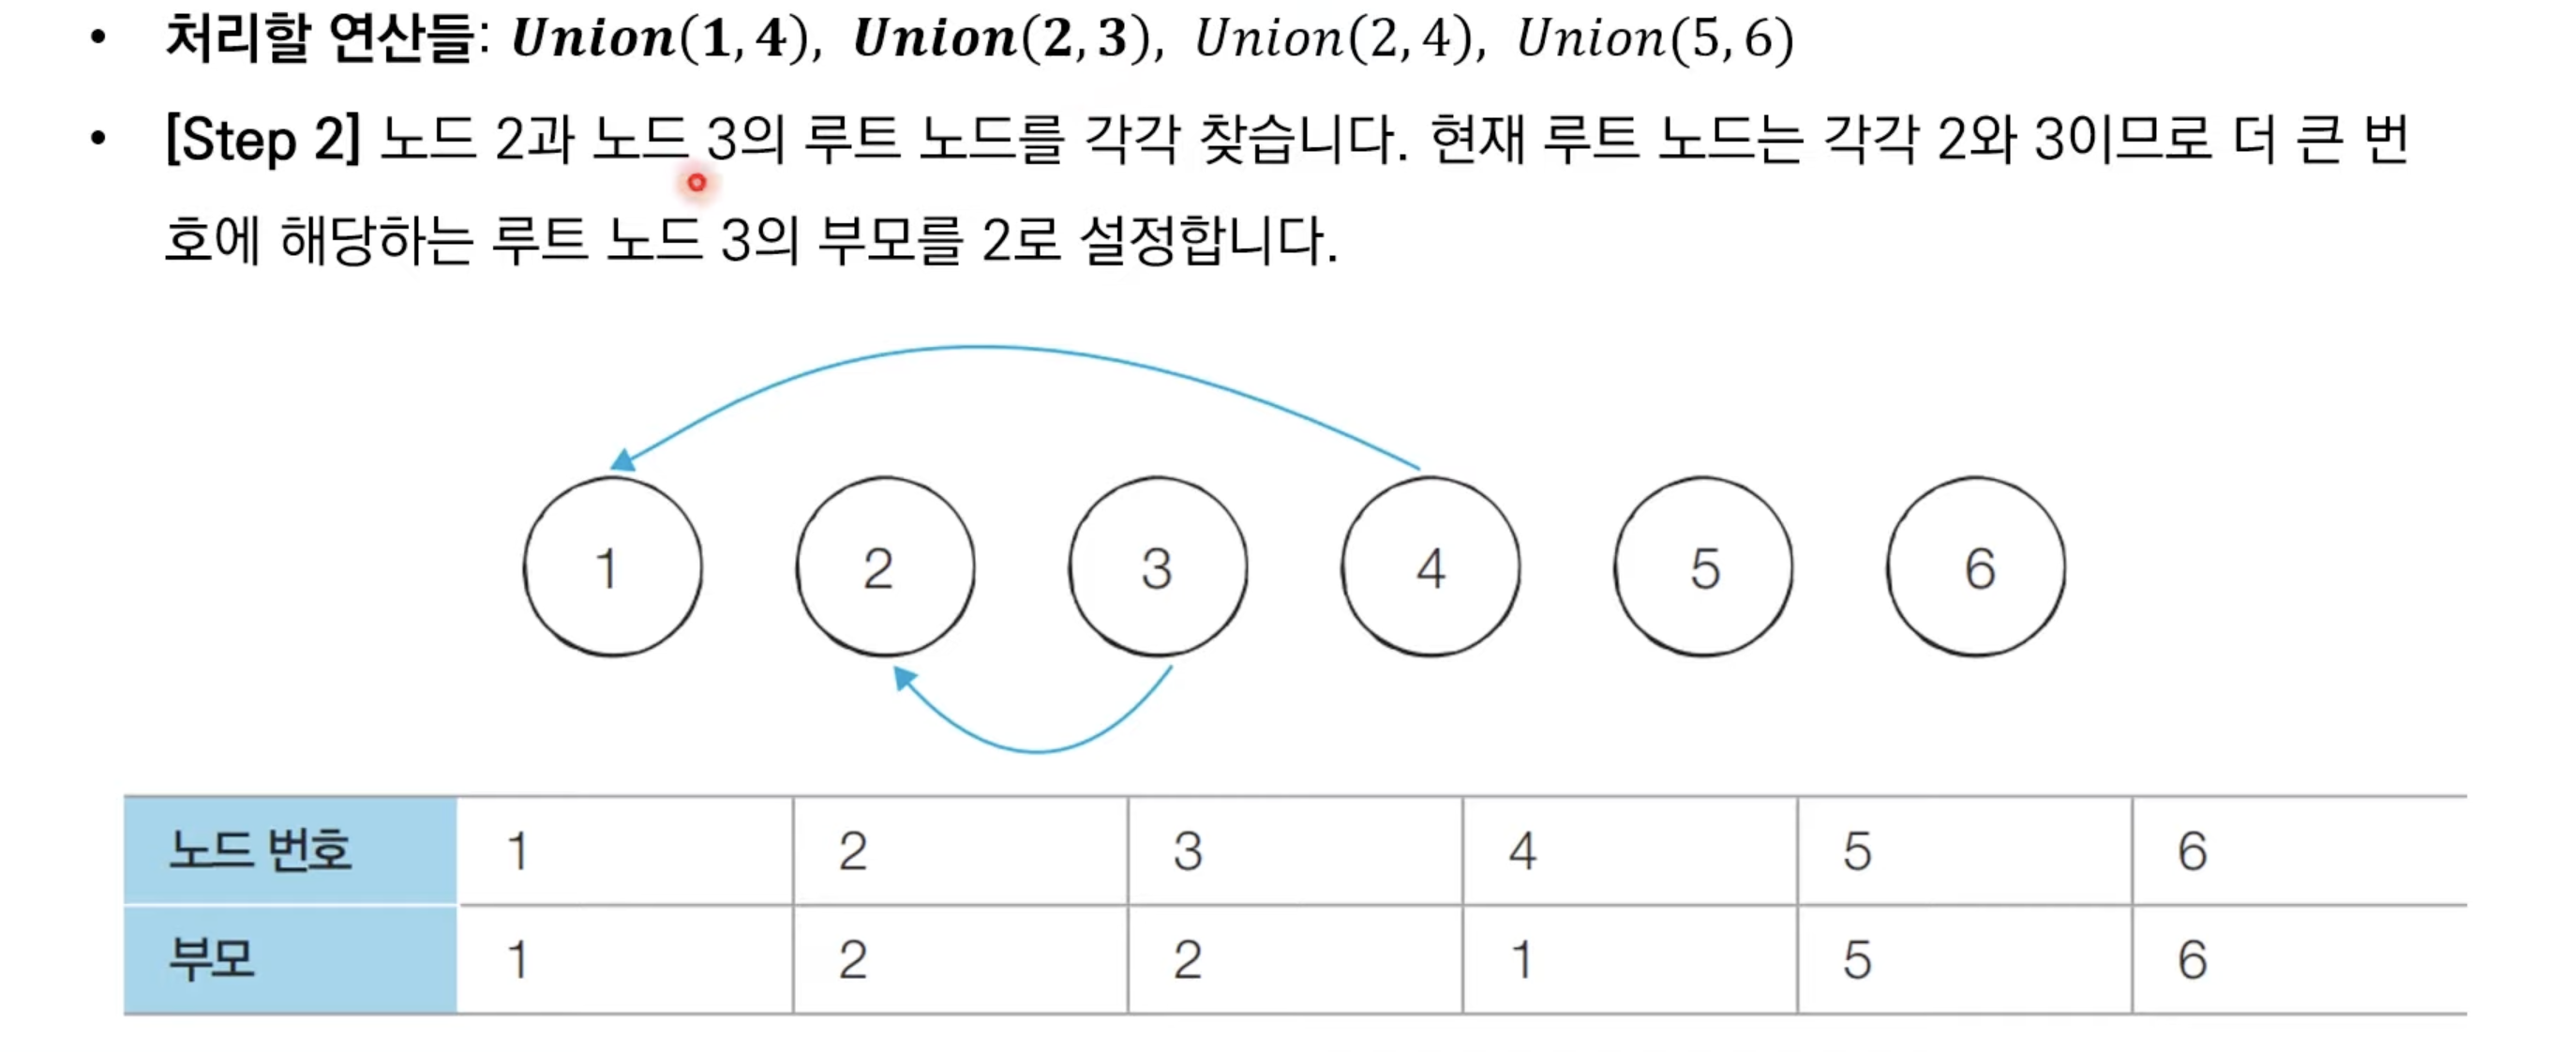 • 처리할 연산들: Union(1,4), Union(2,3), Union(2,4), Union(5,6)
• [Step 2] 노드 2과 노드 3의 루트 노드를 각각 찾습니다. 현재 루트 노드는 각각 2와 3이므로 더 큰 번
호에 해당하는 루트 노드 3의 부모를 2로 설정합니다.
1 2 3 4 5 6
노드 번호 1 2 3 4 5 6
부모 1 2 2 1 5 6